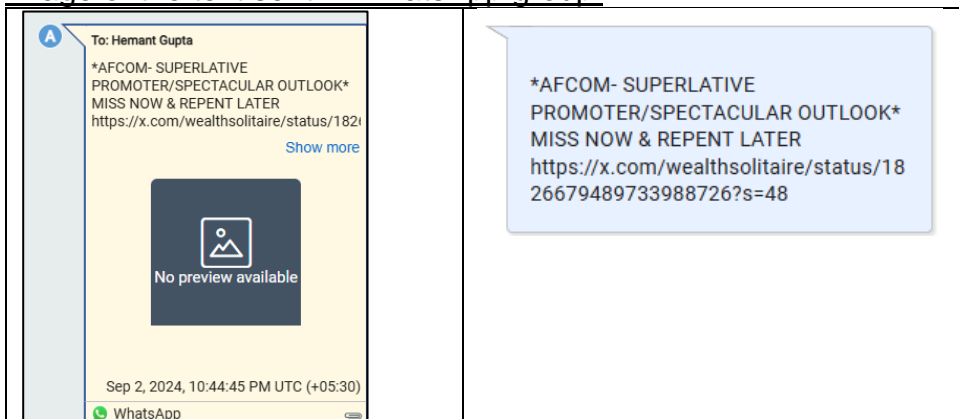 A
To: Hemant Gupta
*AFCOM- SUPERLATIVE
PROMOTER/SPECTACULAR OUTLOOK*
MISS NOW & REPENT LATER
https://x.com/wealthsolitaire/status/182
Show more
No preview available
Sep 2, 2024, 10:44:45 PM UTC (+05:30)
WhatsApp
*AFCOM- SUPERLATIVE
PROMOTER/SPECTACULAR OUTLOOK*
MISS NOW & REPENT LATER
https://x.com/wealthsolitaire/status/18
26679489733988726?s=48